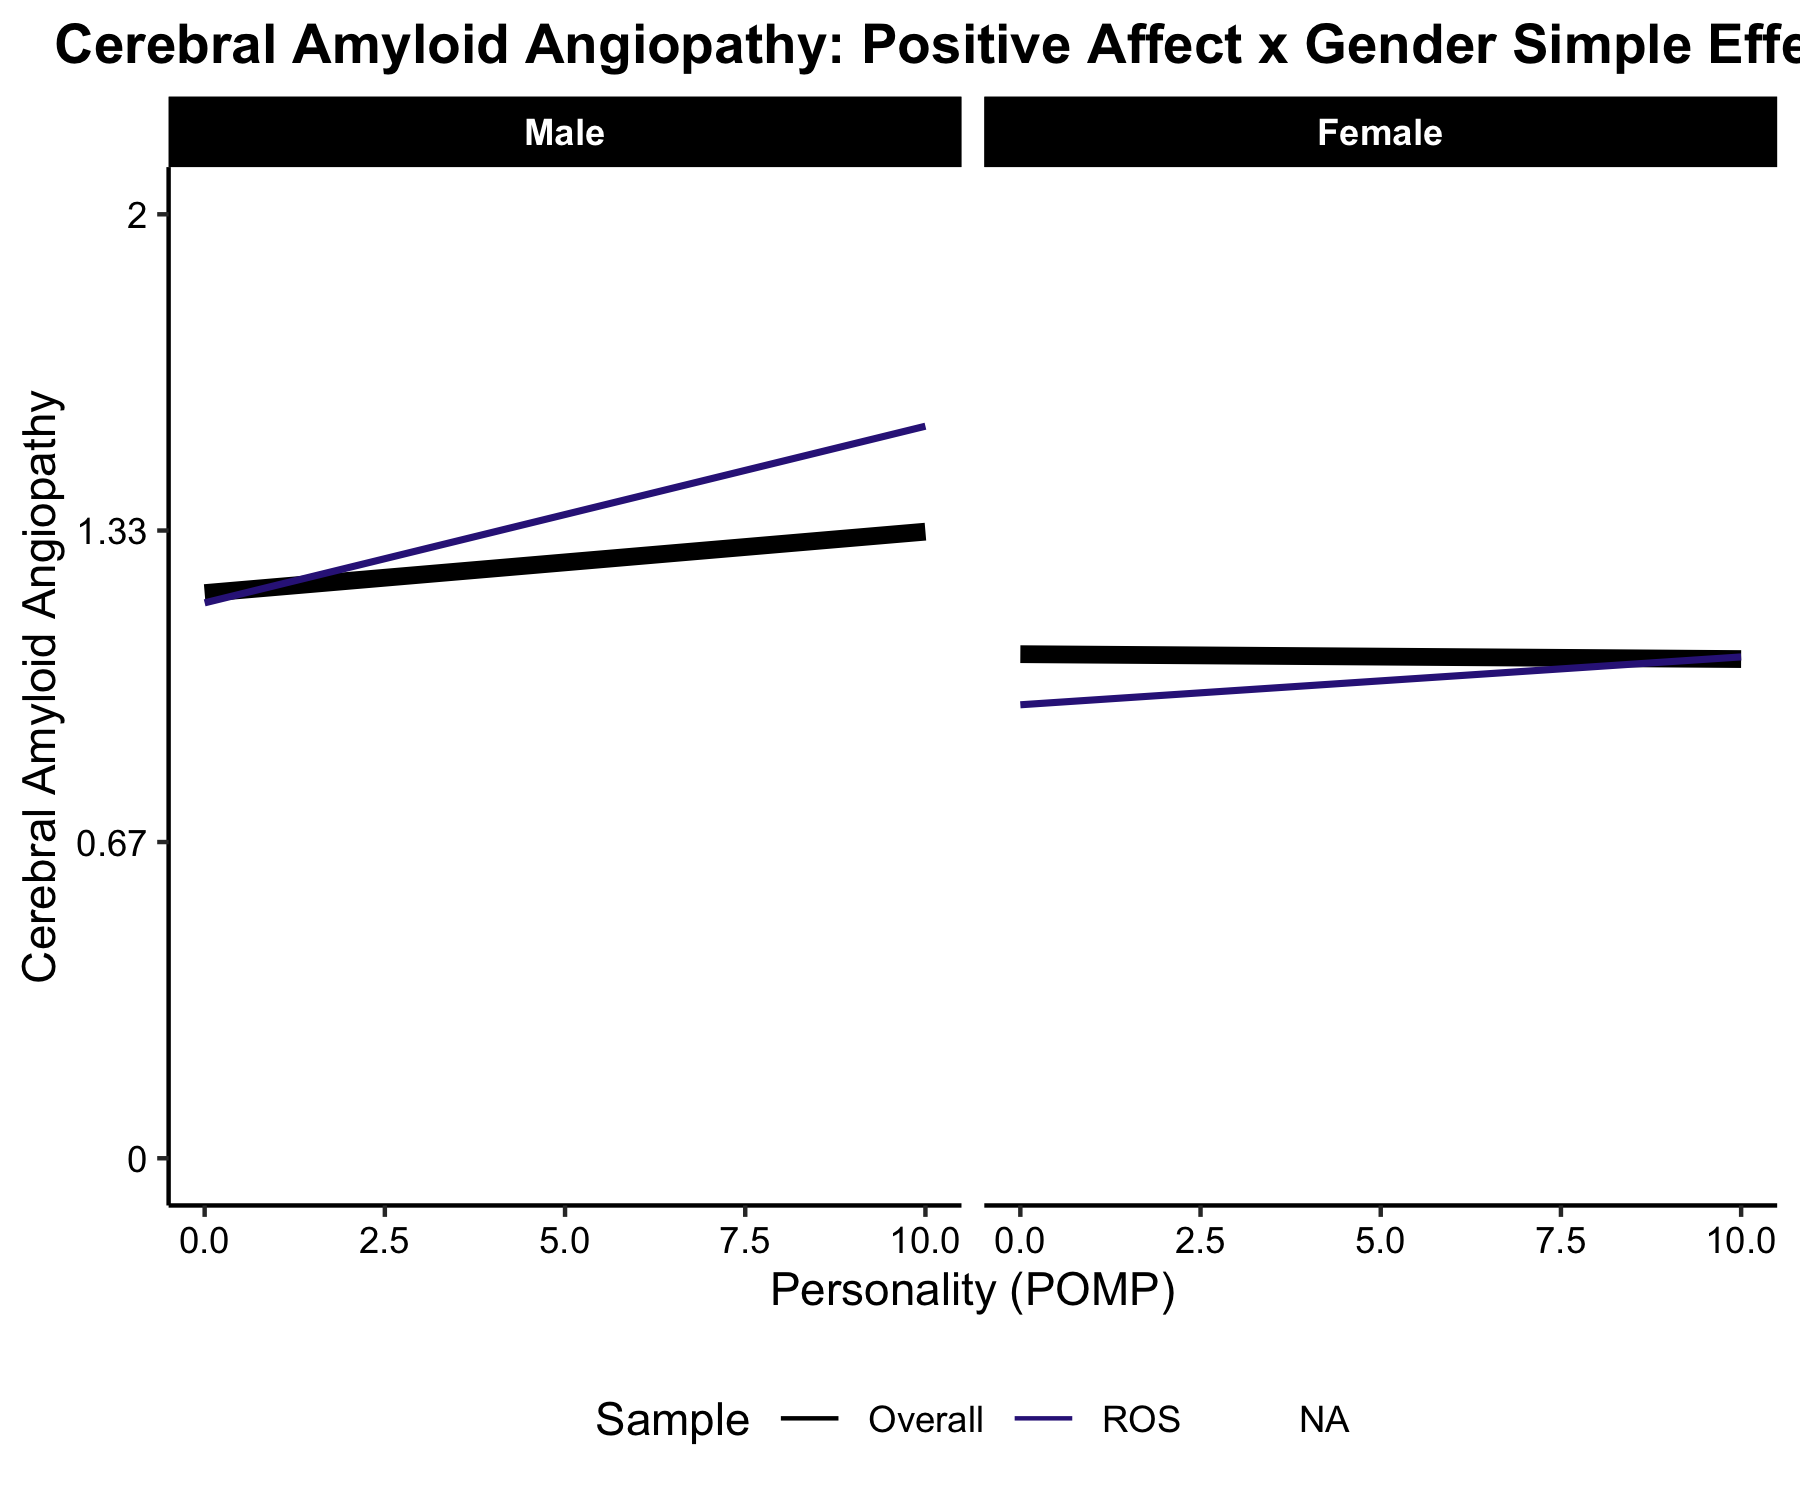 Cerebral Amyloid Angiopathy: Positive Affect x Gender Simple Effe
Male
Female
Cerebral Amyloid Angiopathy
2
1.33
0.67
0
0.0 2.5 5.0 7.5 10.0 0.0 2.5 5.0 7.5 10.0
Personality (POMP)
Sample Overall ROS NA